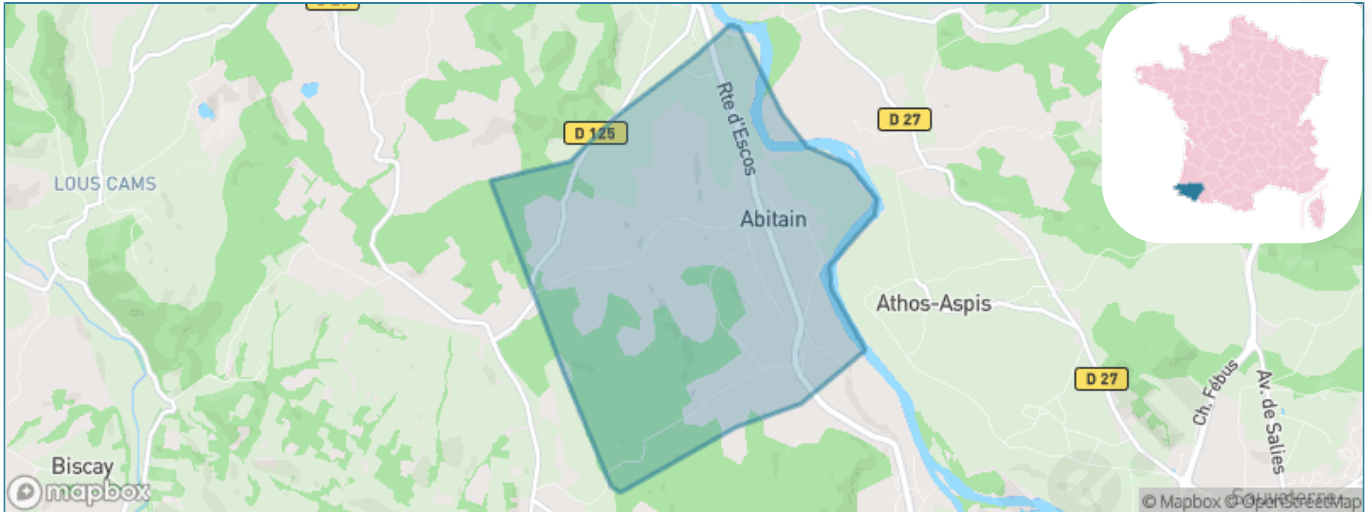 D 125
D 27
Rte d'Escos
LOUS CAMS
Abitain
Athos-Aspis
D 27
Ch. Fébus
Av. de Salies
Biscay
mapbox
© Mapbox © OpenStreetMap